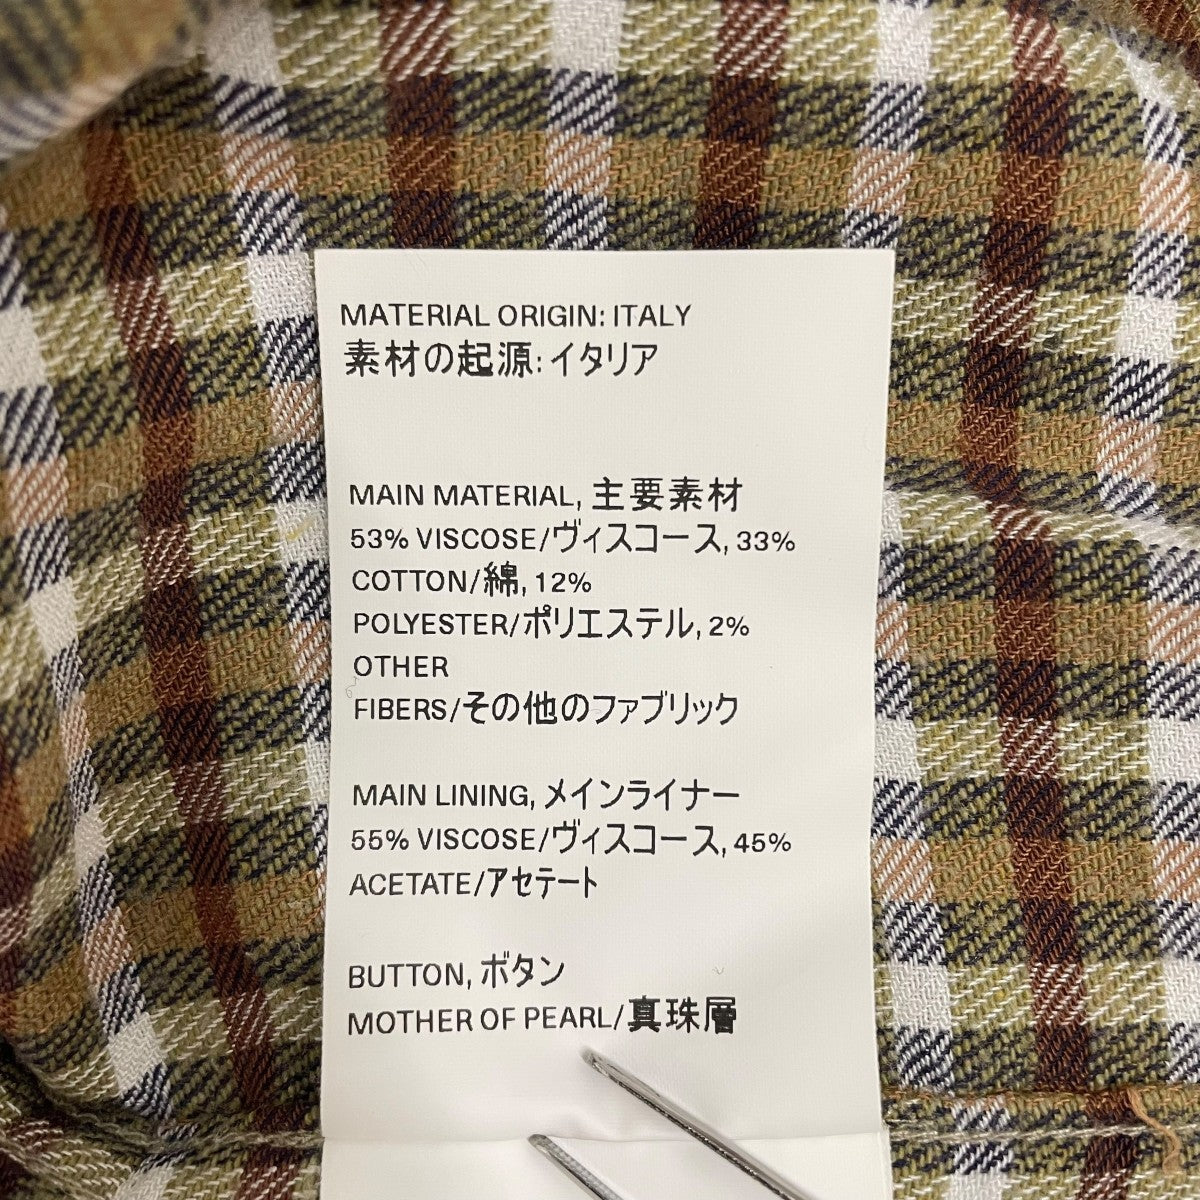 MATERIAL ORIGIN: ITALY
素材の起源: イタリア
MAIN MATERIAL, 主要素材
53% VISCOSE/ヴィスコース, 33%
COTTON/綿, 12%
POLYESTER/ポリエステル, 2%
OTHER
FIBERS/その他のファブリック
MAIN LINING, メインライナー
55% VISCOSE/ヴィスコース, 45%
ACETATE/アセテート
BUTTON, ボタン
MOTHER OF PEARL/真珠層